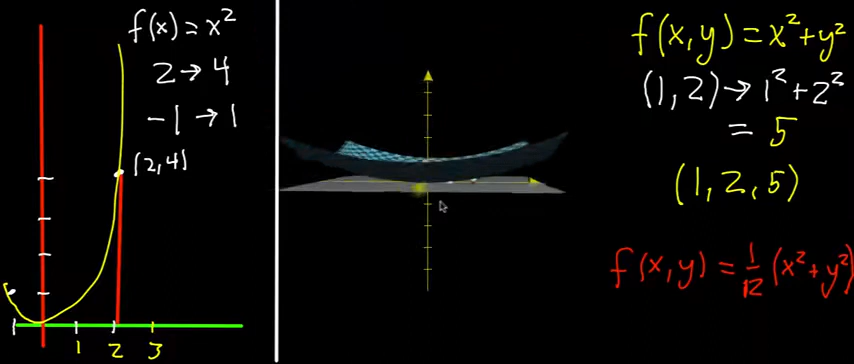 f(x) = x²
2 → 4
-1 → 1
(2,4)
1 2 3
f(x,y) = x² + y²
(1,2) → 1² + 2²
= 5
(1,2,5)
f(x,y) = 1/12 (x² + y²)